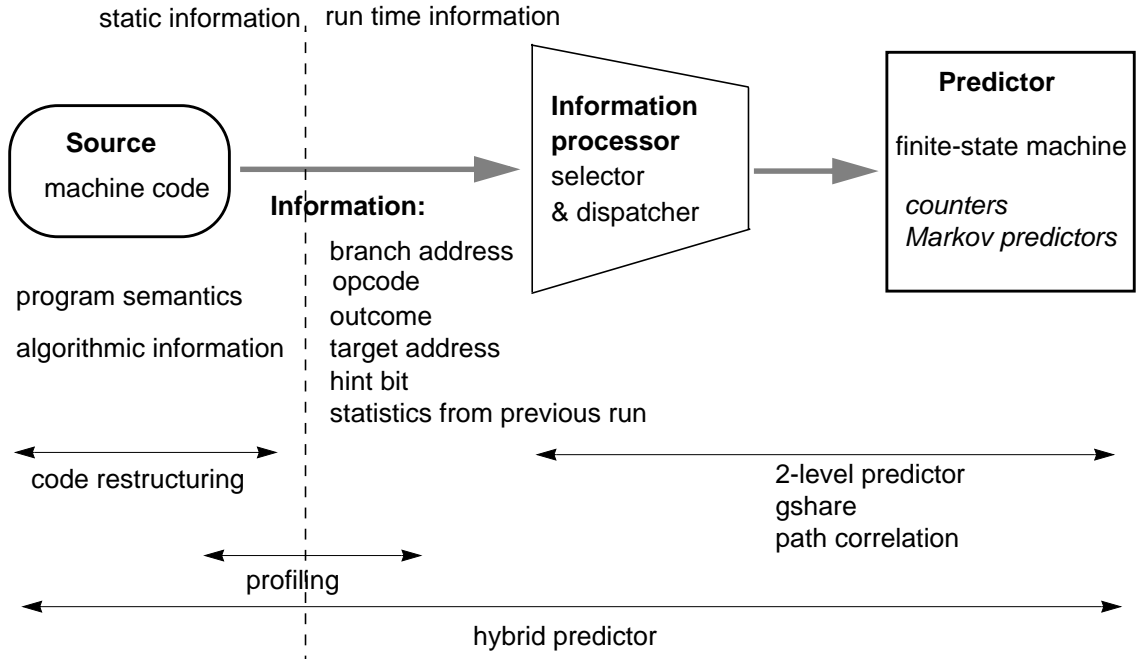 static information
run time information
Source
machine code
Information:
branch address
opcode
outcome
target address
hint bit
statistics from previous run
program semantics
algorithmic information
Information
processor
selector
& dispatcher
Predictor
finite-state machine
counters
Markov predictors
code restructuring
2-level predictor
gshare
path correlation
profiling
hybrid predictor